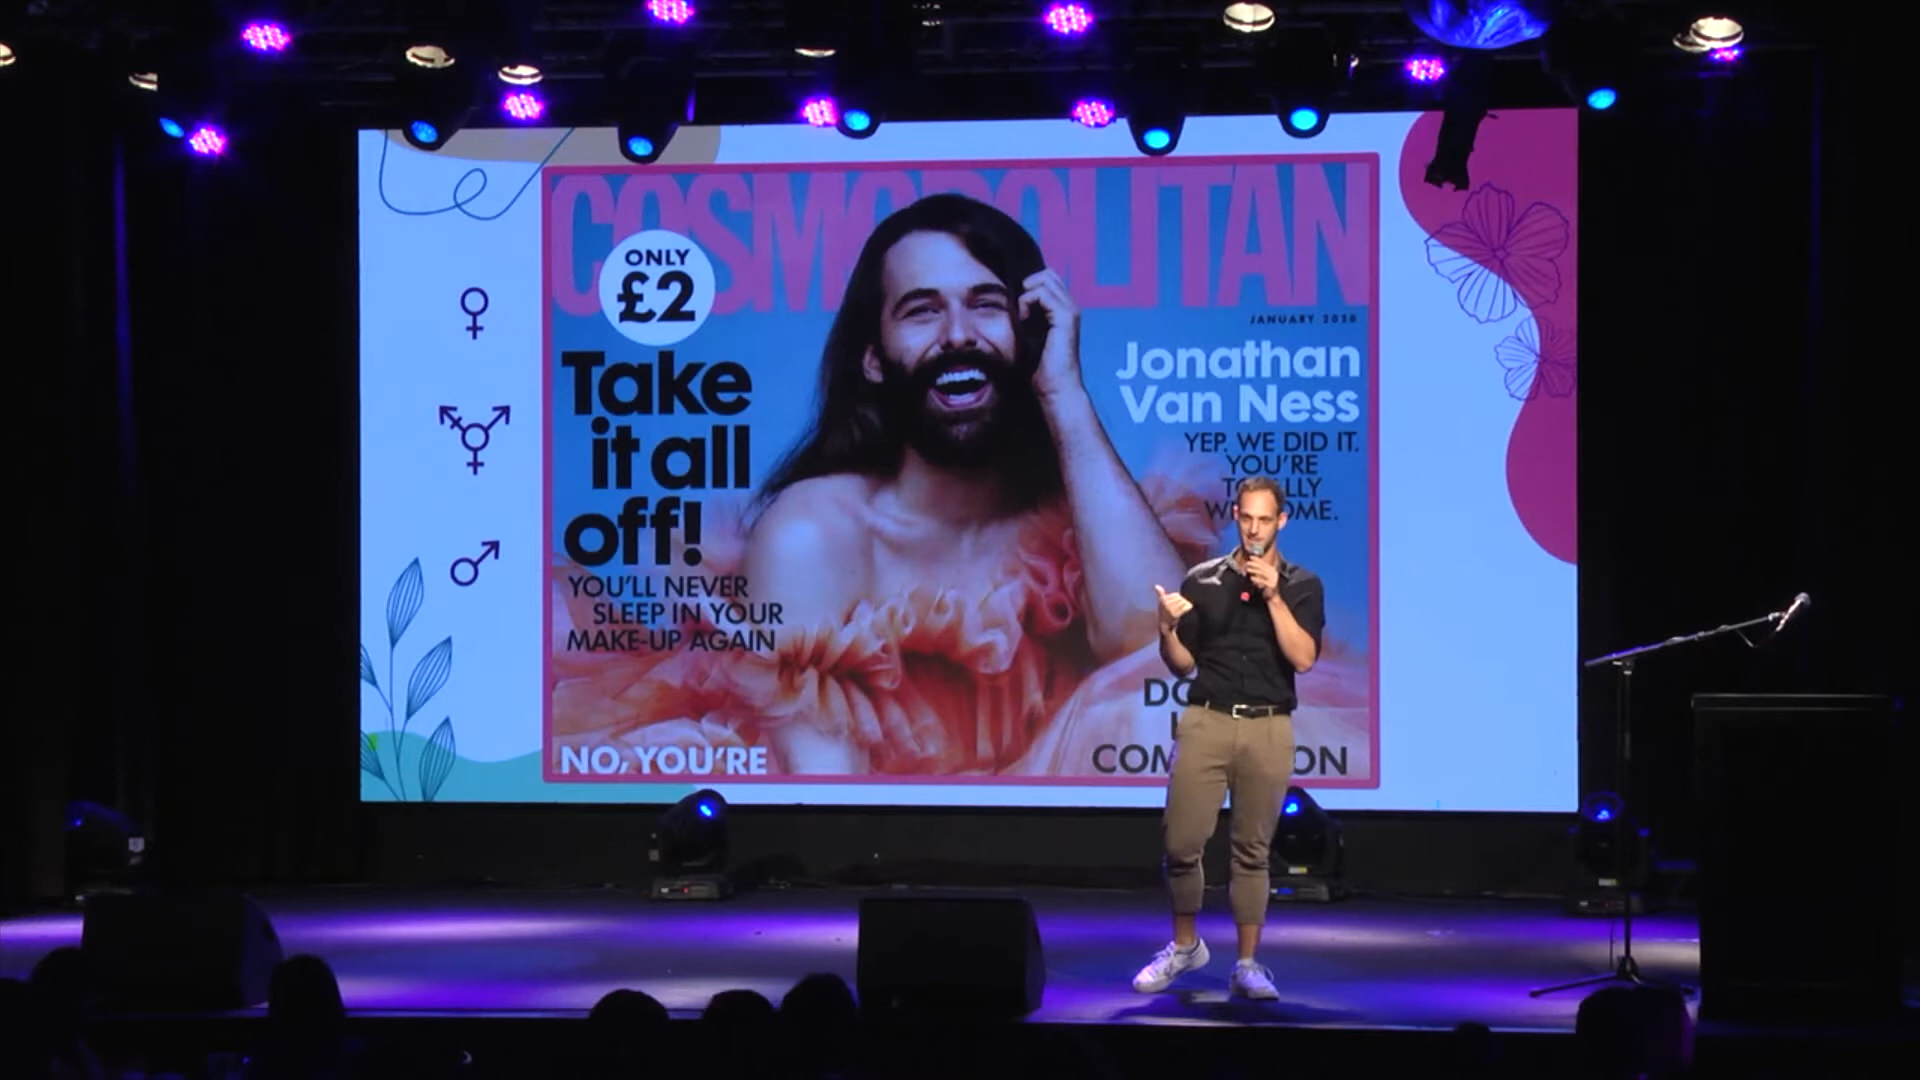 COSMOPOLITAN
ONLY
£2
JANUARY 2020
Take
it all
off!
YOU'LL NEVER
SLEEP IN YOUR
MAKE-UP AGAIN
NO, YOU'RE
Jonathan
Van Ness
YEP. WE DID IT.
YOU'RE